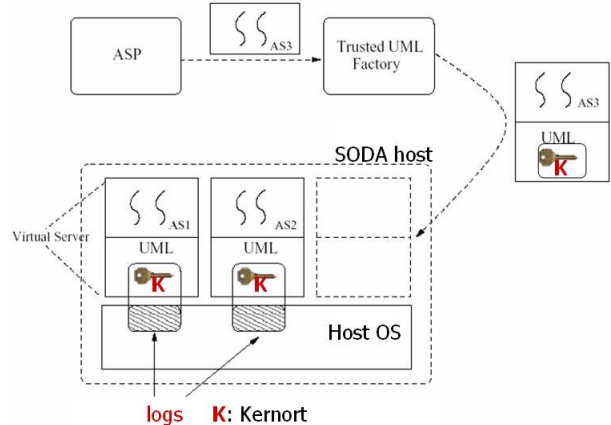 ASP
AS3
Trusted UML
Factory
AS3
UML
K
SODA host
Virtual Server
AS1
UML
K
AS2
UML
K
Host OS
logs
K: Kernort